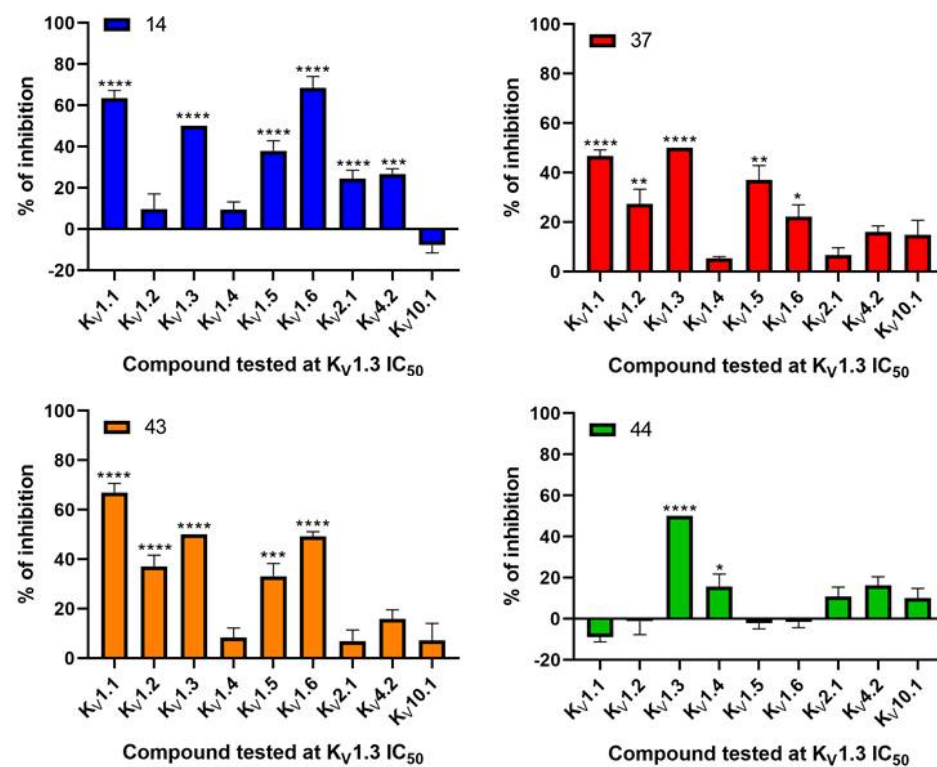 14
% of inhibition
100
80
60
40
20
0
-20
**** **** **** **** **** ***
Kᵥ1.1 Kᵥ1.2 Kᵥ1.3 Kᵥ1.4 Kᵥ1.5 Kᵥ1.6 Kᵥ2.1 Kᵥ4.2 Kᵥ10.1
Compound tested at Kᵥ1.3 IC₅₀
37
% of inhibition
100
80
60
40
20
0
**** ** **** ** *
Kᵥ1.1 Kᵥ1.2 Kᵥ1.3 Kᵥ1.4 Kᵥ1.5 Kᵥ1.6 Kᵥ2.1 Kᵥ4.2 Kᵥ10.1
Compound tested at Kᵥ1.3 IC₅₀
43
% of inhibition
100
80
60
40
20
0
**** **** **** *** ****
Kᵥ1.1 Kᵥ1.2 Kᵥ1.3 Kᵥ1.4 Kᵥ1.5 Kᵥ1.6 Kᵥ2.1 Kᵥ4.2 Kᵥ10.1
Compound tested at Kᵥ1.3 IC₅₀
44
% of inhibition
100
80
60
40
20
0
-20
**** *
Kᵥ1.1 Kᵥ1.2 Kᵥ1.3 Kᵥ1.4 Kᵥ1.5 Kᵥ1.6 Kᵥ2.1 Kᵥ4.2 Kᵥ10.1
Compound tested at Kᵥ1.3 IC₅₀